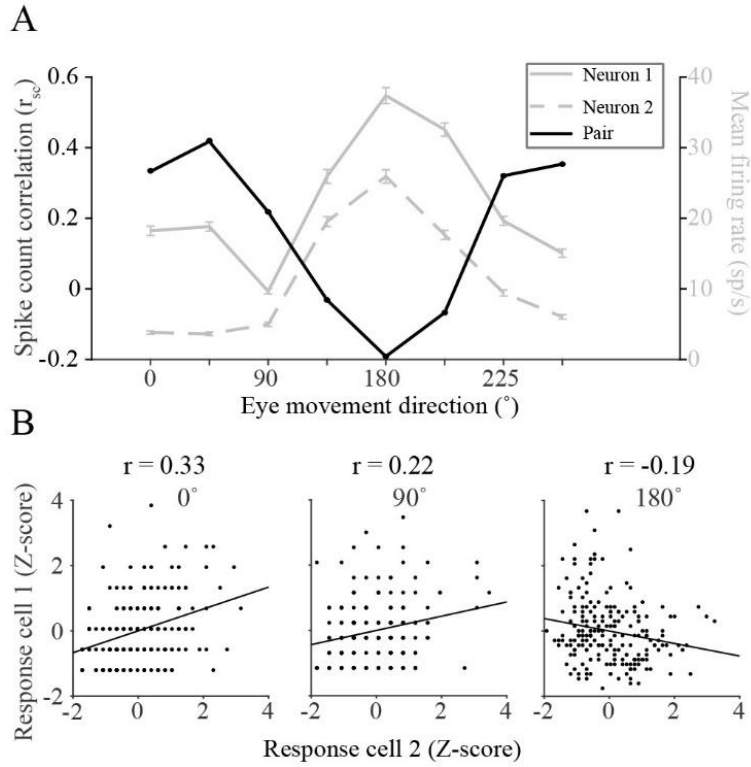 A
Spike count correlation (rsc)
0.6
0.4
0.2
0
-0.2
Neuron 1
Neuron 2
Pair
40
30
20
10
0
Mean firing rate (sp/s)
0 90 180 225
Eye movement direction (°)
B
r = 0.33 r = 0.22 r = -0.19
0° 90° 180°
Response cell 1 (Z-score)
4
2
0
-2
-2 0 2 4 -2 0 2 4 -2 0 2 4
Response cell 2 (Z-score)